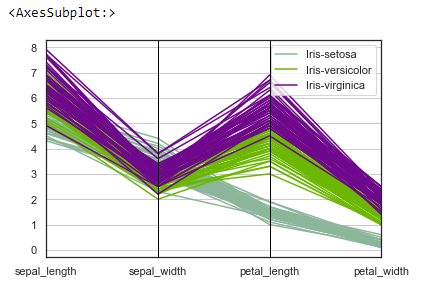 <AxesSubplot:>
8
7
6
5
4
3
2
1
0
Iris-setosa
Iris-versicolor
Iris-virginica
sepal_length sepal_width petal_length petal_width